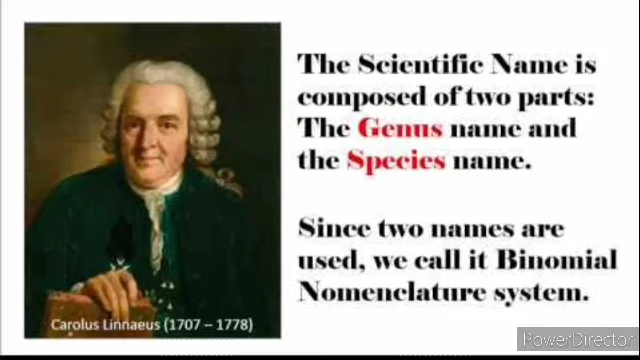 The Scientific Name is
composed of two parts:
The Genus name and
the Species name.
Since two names are
used, we call it Binomial
Nomenclature system.
Carolus Linnaeus (1707 – 1778)
PowerDirector